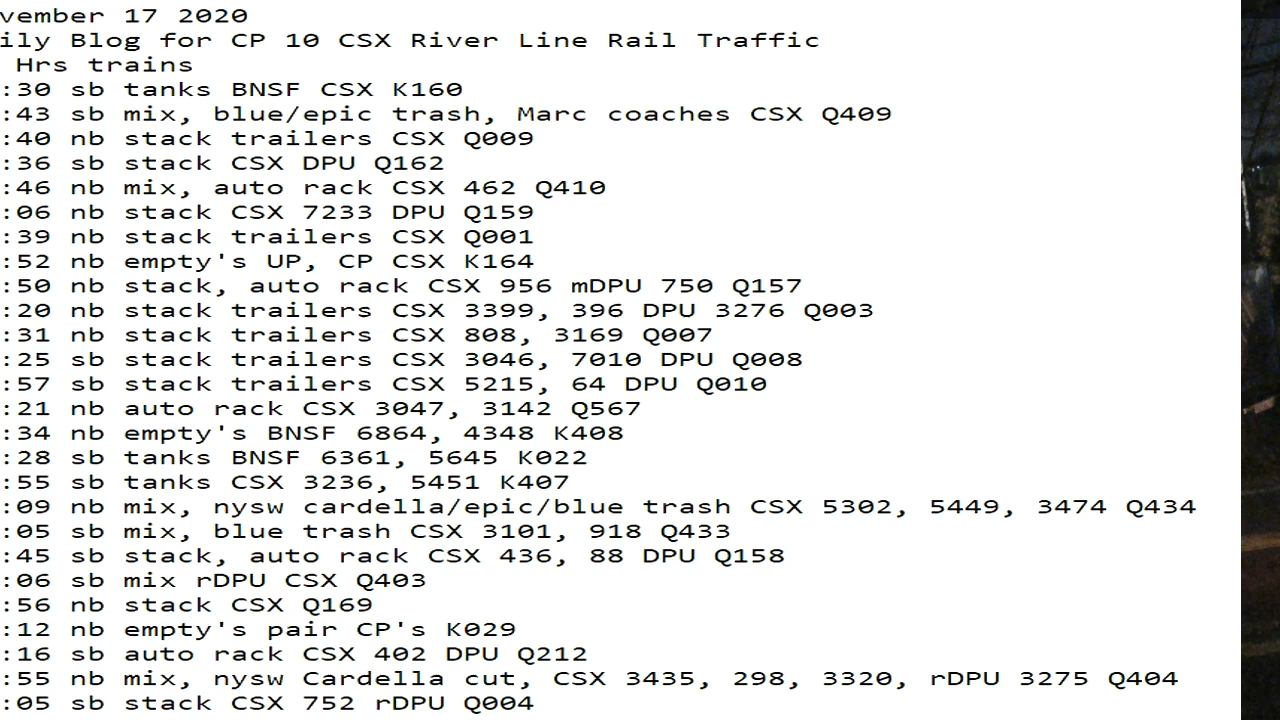 vember 17 2020
ily Blog for CP 10 CSX River Line Rail Traffic
Hrs trains
:30 sb tanks BNSF CSX K160
:43 sb mix, blue/epic trash, Marc coaches CSX Q409
:40 nb stack trailers CSX Q009
:36 sb stack CSX DPU Q162
:46 nb mix, auto rack CSX 462 Q410
:06 nb stack CSX 7233 DPU Q159
:39 nb stack trailers CSX Q001
:52 nb empty's UP, CP CSX K164
:50 nb stack, auto rack CSX 956 mDPU 750 Q157
:20 nb stack trailers CSX 3399, 396 DPU 3276 Q003
:31 nb stack trailers CSX 808, 3169 Q007
:25 sb stack trailers CSX 3046, 7010 DPU Q008
:57 sb stack trailers CSX 5215, 64 DPU Q010
:21 nb auto rack CSX 3047, 3142 Q567
:34 nb empty's BNSF 6864, 4348 K408
:28 sb tanks BNSF 6361, 5645 K022
:55 sb tanks CSX 3236, 5451 K407
:09 nb mix, nysw cardella/epic/blue trash CSX 5302, 5449, 3474 Q434
:05 sb mix, blue trash CSX 3101, 918 Q433
:45 sb stack, auto rack CSX 436, 88 DPU Q158
:06 sb mix rDPU CSX Q403
:56 nb stack CSX Q169
:12 nb empty's pair CP's K029
:16 sb auto rack CSX 402 DPU Q212
:55 nb mix, nysw Cardella cut, CSX 3435, 298, 3320, rDPU 3275 Q404
:05 sb stack CSX 752 rDPU Q004